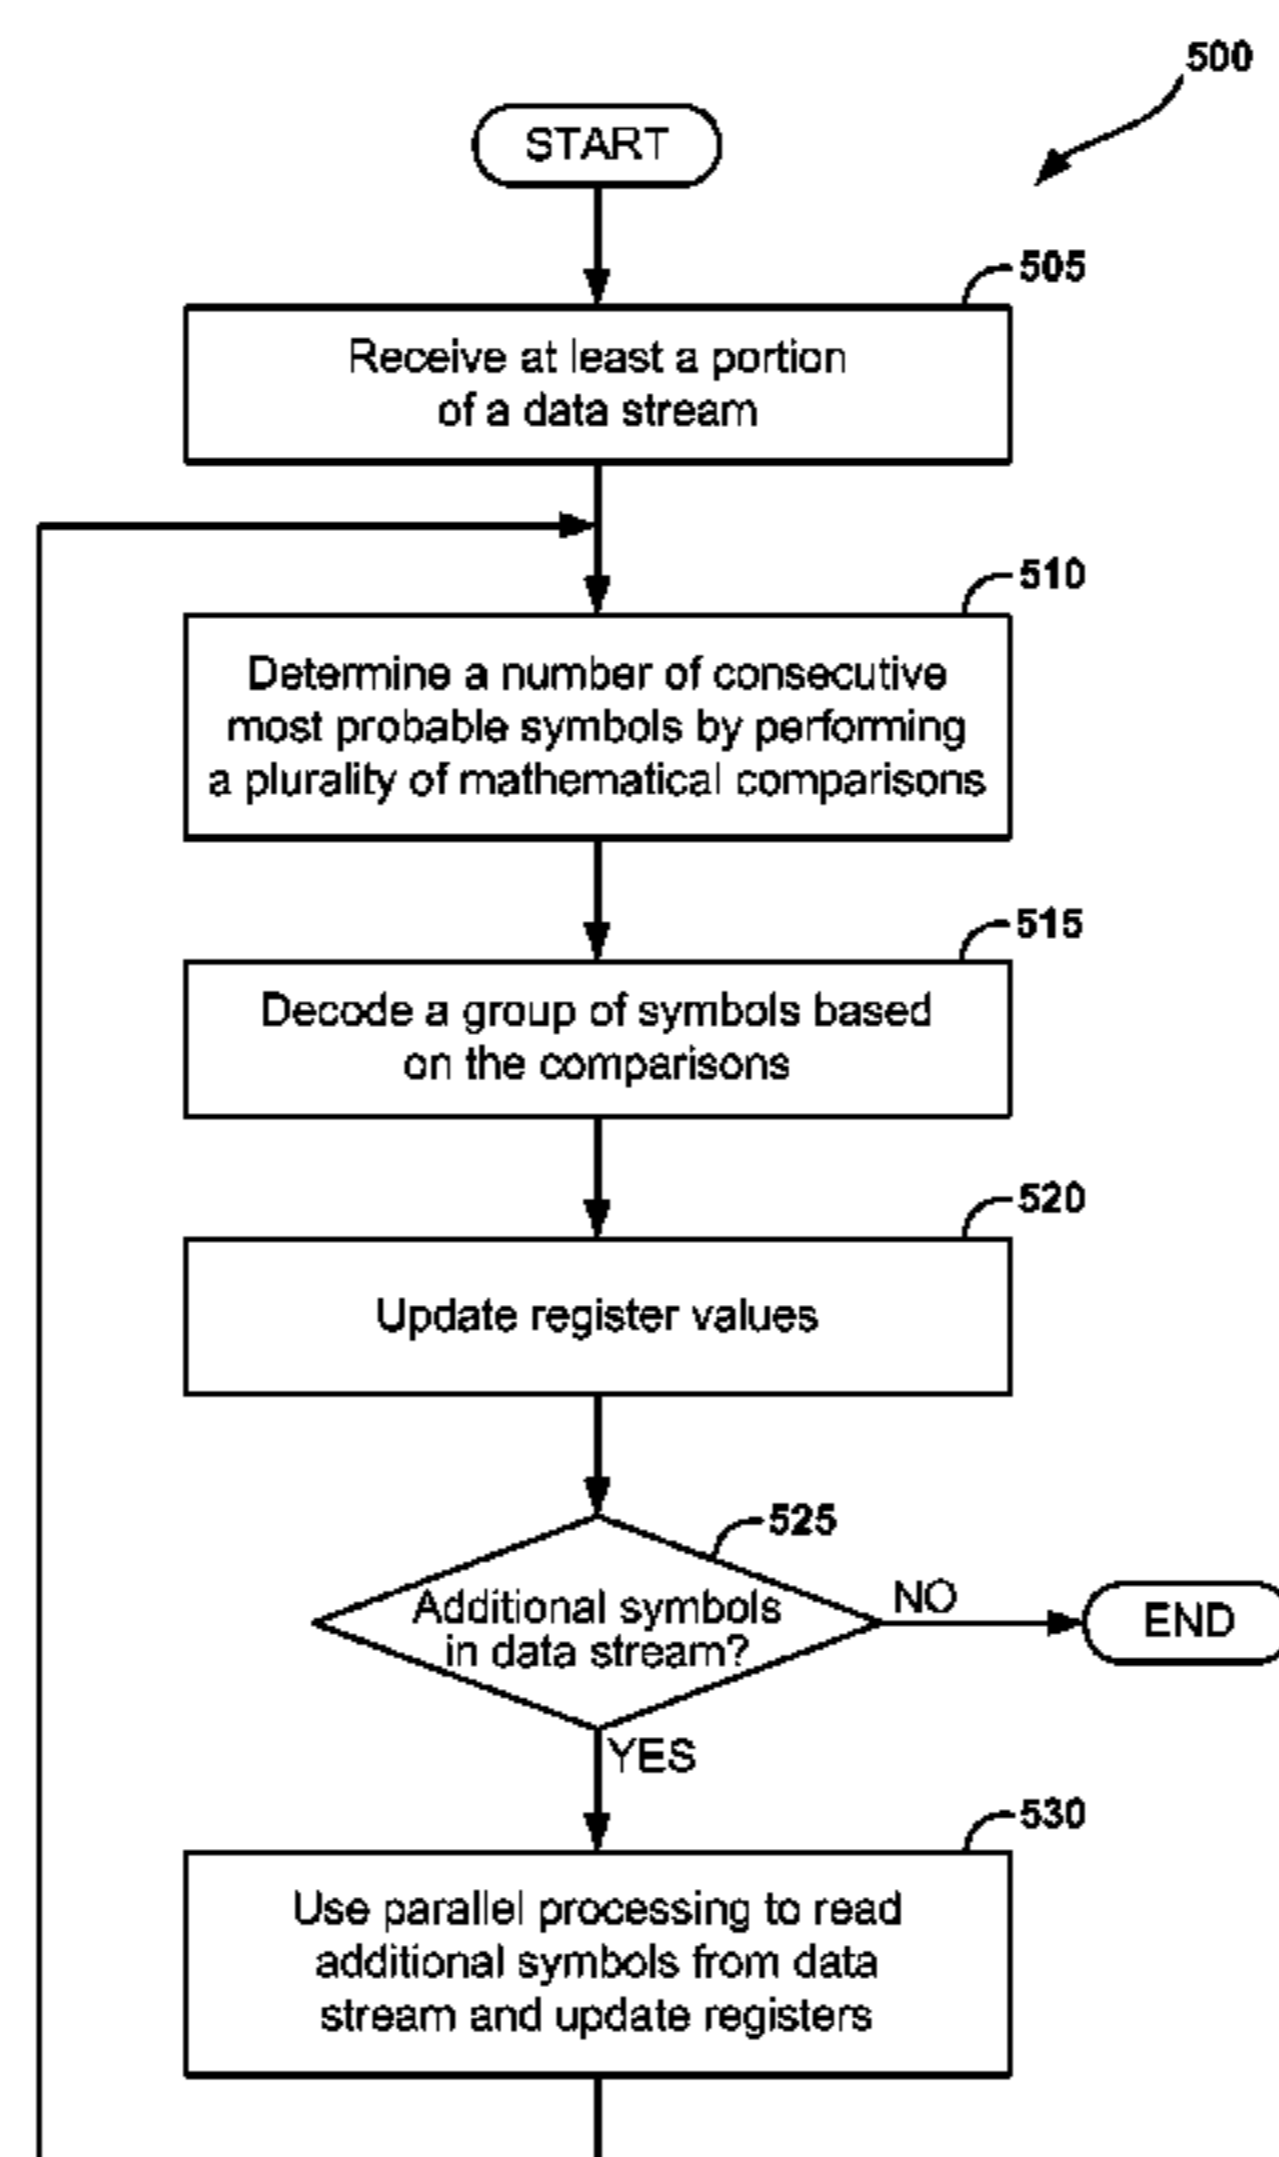 500
START
505
Receive at least a portion
of a data stream
510
Determine a number of consecutive
most probable symbols by performing
a plurality of mathematical comparisons
515
Decode a group of symbols based
on the comparisons
520
Update register values
525
Additional symbols
in data stream?
NO
END
YES
530
Use parallel processing to read
additional symbols from data
stream and update registers